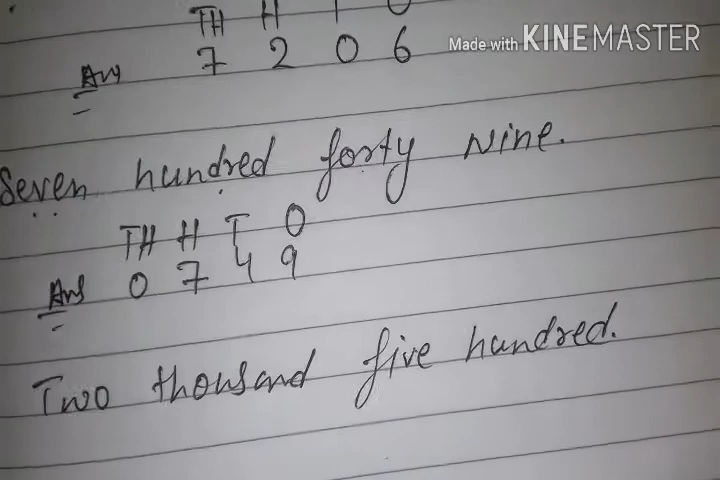 TH H T O
Ans 7 2 0 6
Made with KINEMASTER
Seven hundred forty Nine.
TH H T O
Ans 0 7 4 9
Two thousand five hundred.